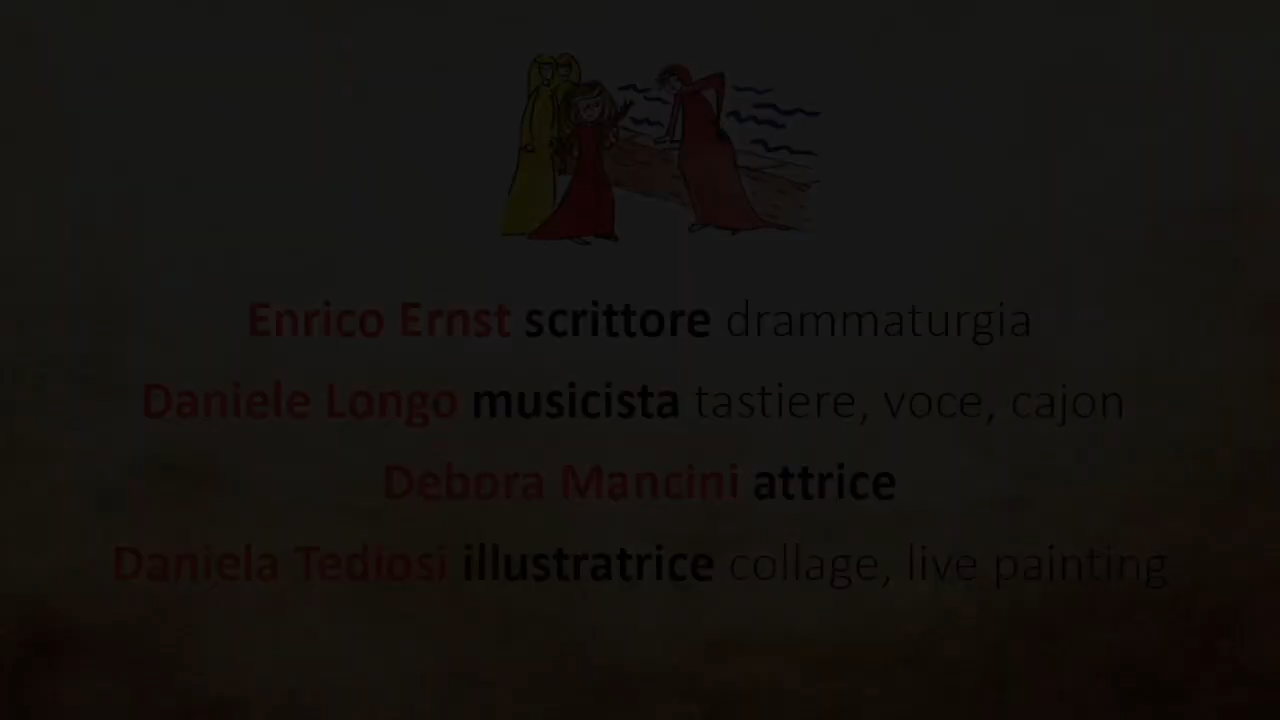 Enrico Ernst scrittore drammaturgia
Daniele Longo musicista tastiere, voce, cajon
Debora Mancini attrice
Daniela Tediosi illustratrice collage, live painting